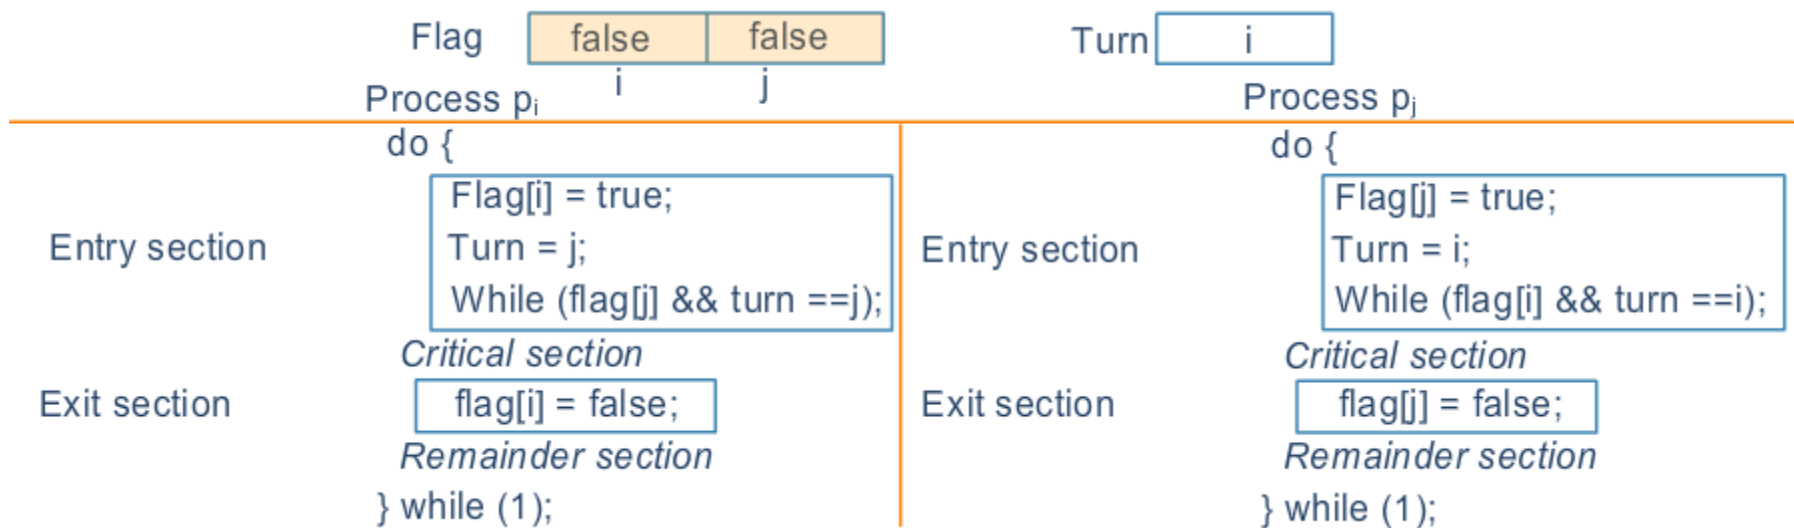 Flag false false Turn i
i j
Process pi Process pj
do { do {
Flag[i] = true; Flag[j] = true;
Entry section Turn = j; Entry section Turn = i;
While (flag[j] && turn ==j); While (flag[i] && turn ==i);
Critical section Critical section
Exit section flag[i] = false; Exit section flag[j] = false;
Remainder section Remainder section
} while (1); } while (1);